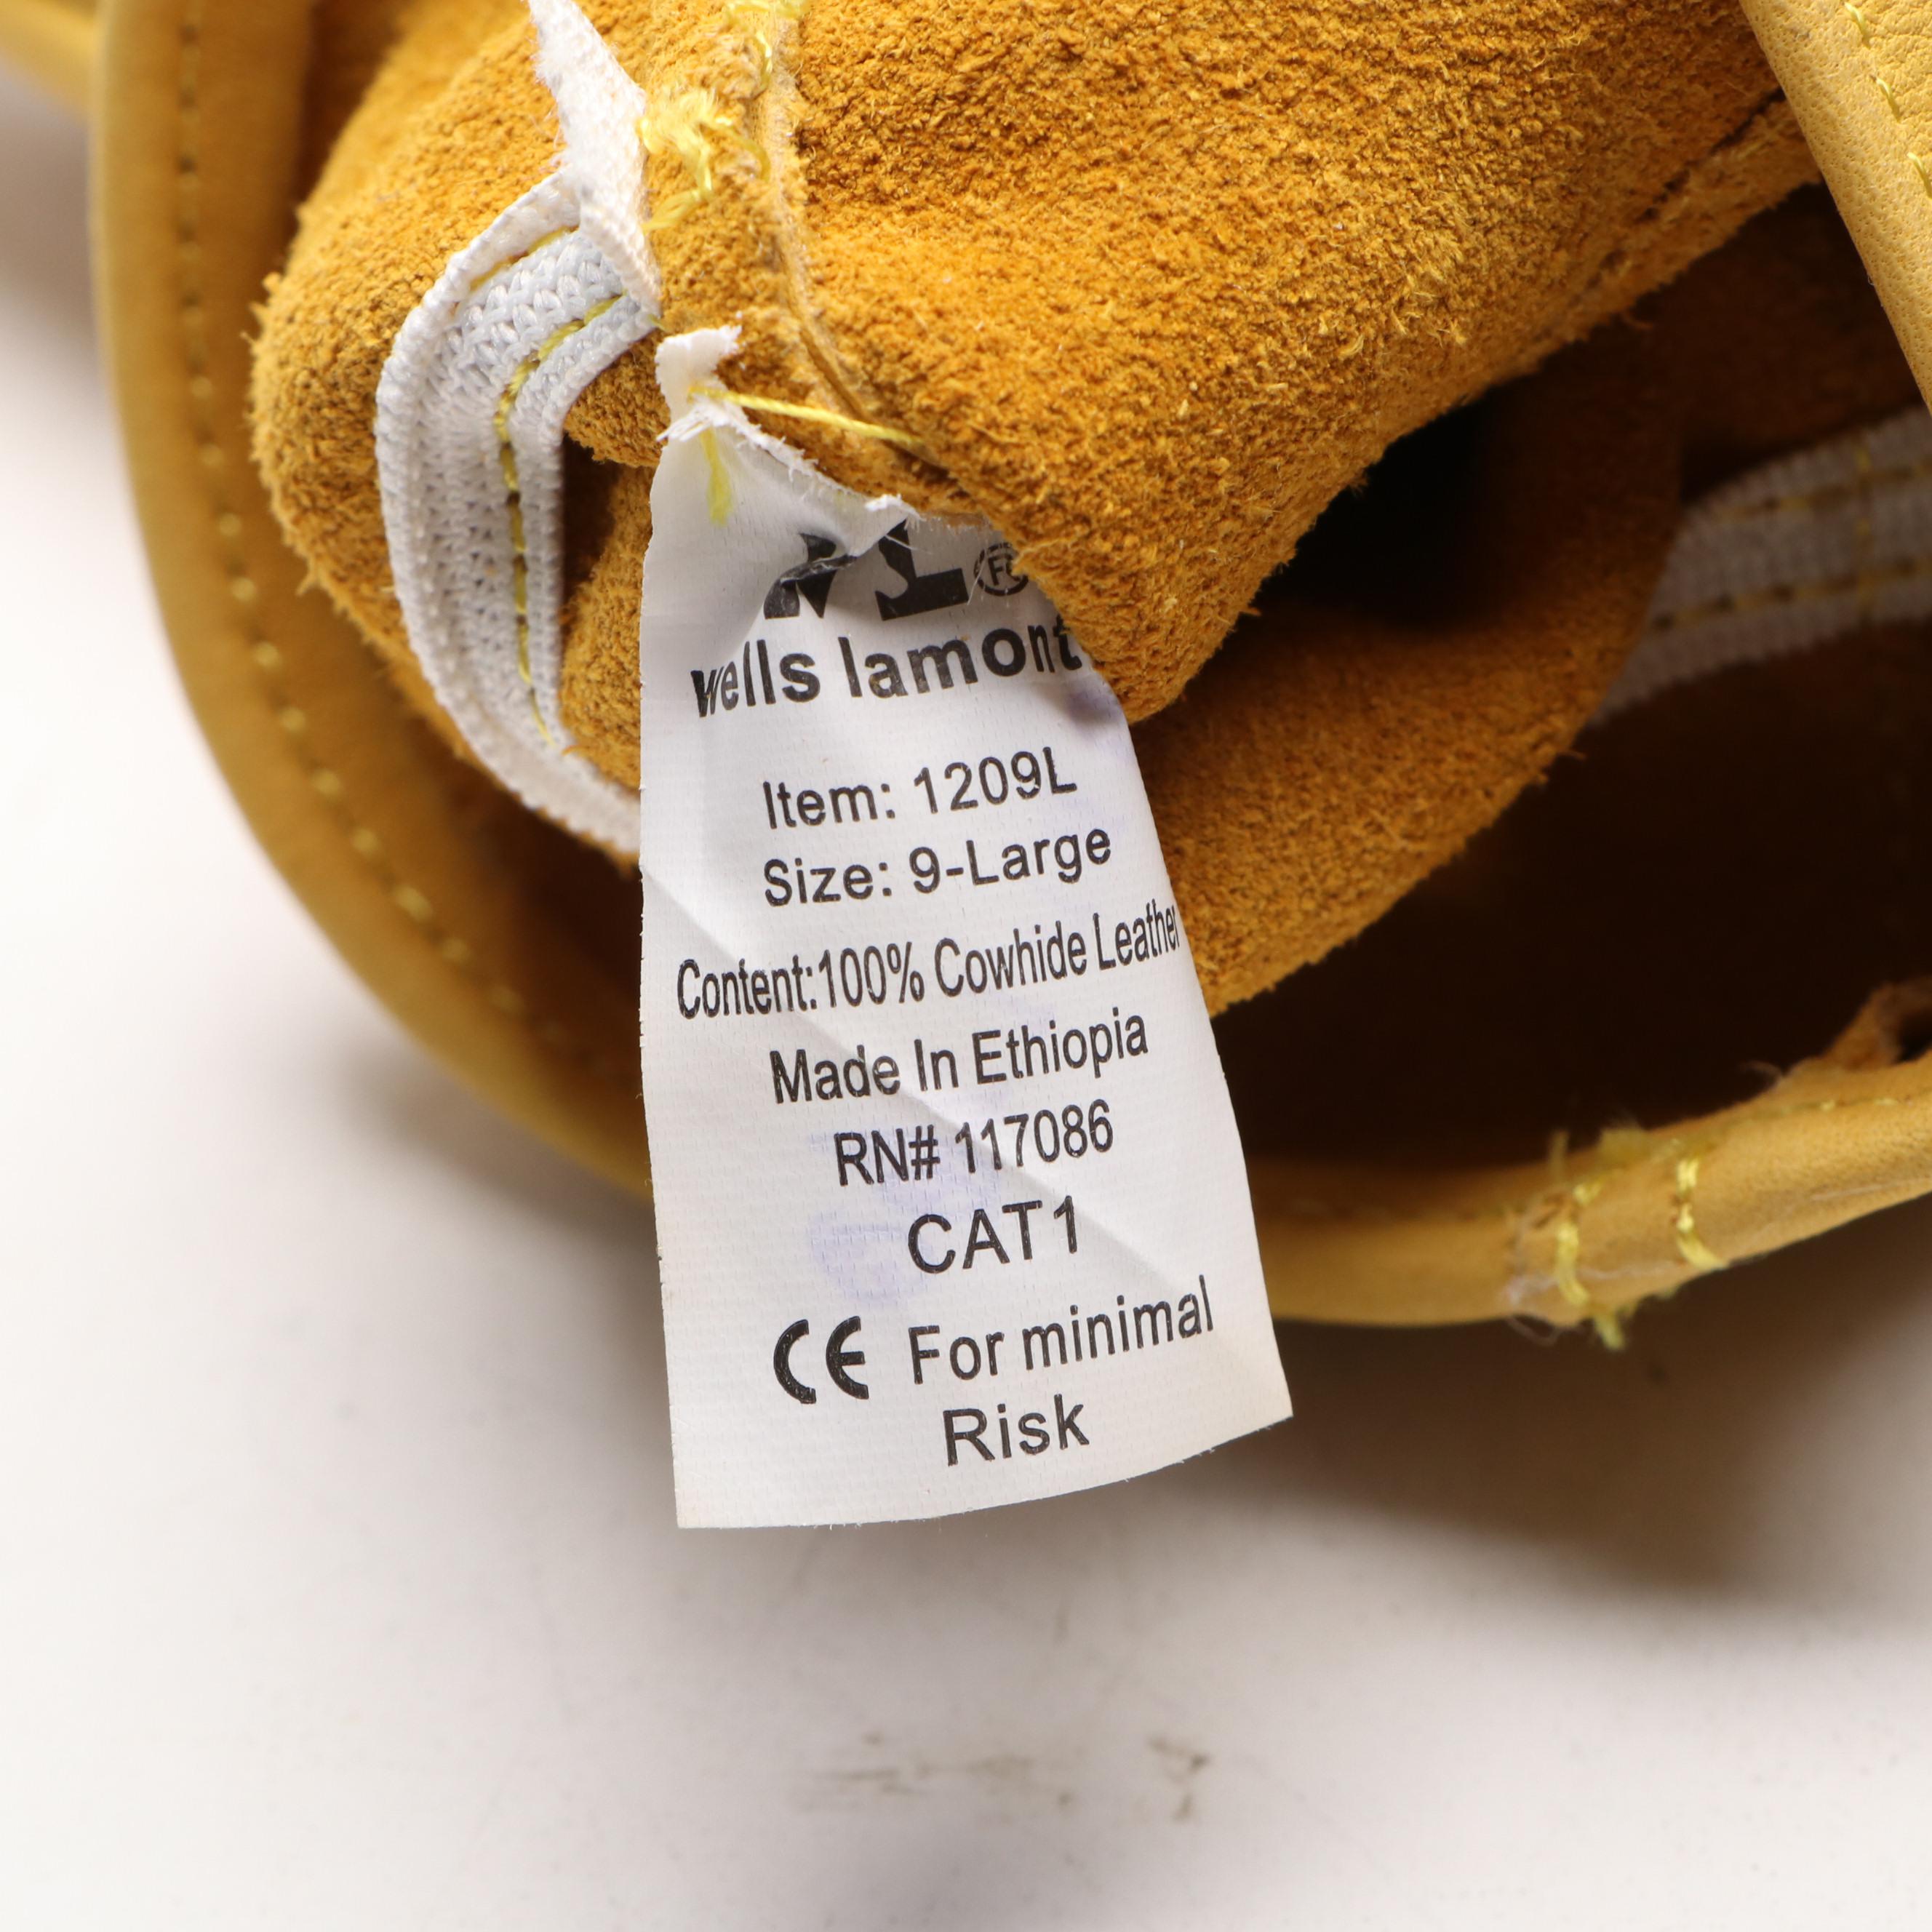 wells lamont
Item: 1209L
Size: 9-Large
Content:100% Cowhide Leather
Made In Ethiopia
RN# 117086
CAT1
CE For minimal
Risk